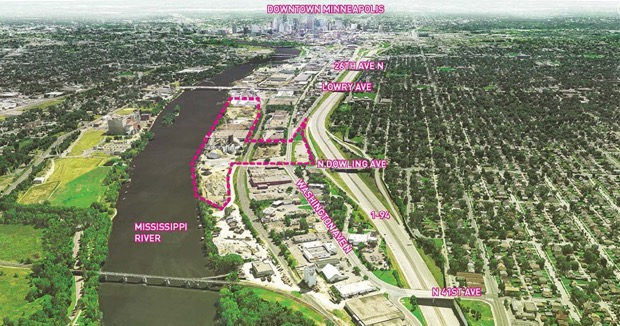 DOWNTOWN MINNEAPOLIS
26TH AVE N
LOWRY AVE
N DOWLING AVE
WASHINGTON AVE N
I-94
MISSISSIPPI
RIVER
N 41ST AVE